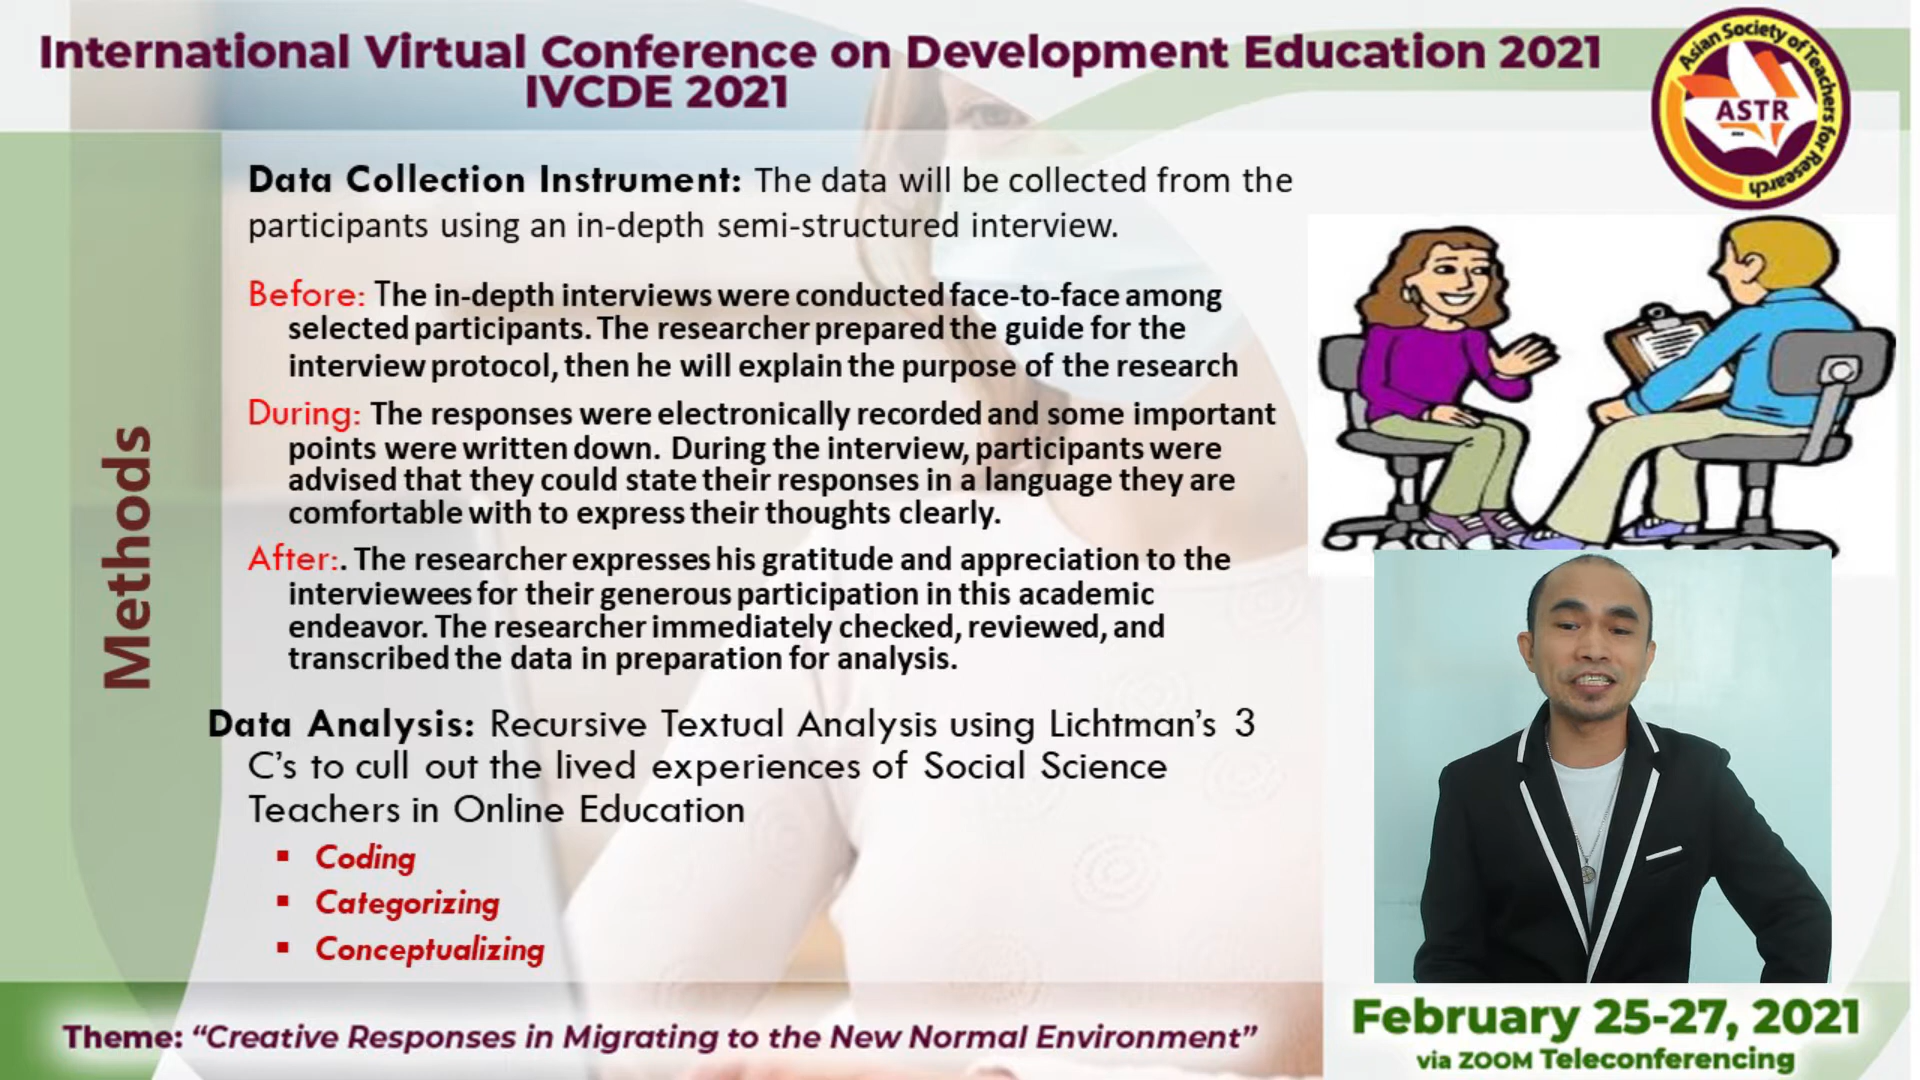 International Virtual Conference on Development Education 2021
IVCDE 2021
Asian Society of Teachers for Research
ASTR
Methods
Data Collection Instrument: The data will be collected from the
participants using an in-depth semi-structured interview.
Before: The in-depth interviews were conducted face-to-face among
selected participants. The researcher prepared the guide for the
interview protocol, then he will explain the purpose of the research
During: The responses were electronically recorded and some important
points were written down. During the interview, participants were
advised that they could state their responses in a language they are
comfortable with to express their thoughts clearly.
After:. The researcher expresses his gratitude and appreciation to the
interviewees for their generous participation in this academic
endeavor. The researcher immediately checked, reviewed, and
transcribed the data in preparation for analysis.
Data Analysis: Recursive Textual Analysis using Lichtman’s 3
C’s to cull out the lived experiences of Social Science
Teachers in Online Education
▪ Coding
▪ Categorizing
▪ Conceptualizing
Theme: “Creative Responses in Migrating to the New Normal Environment”
February 25-27, 2021
via ZOOM Teleconferencing